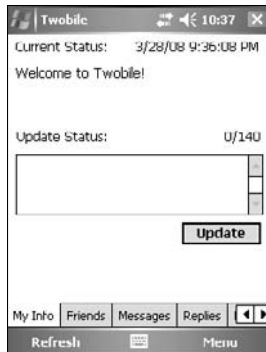 Twobile 10:37
Current Status: 3/28/08 9:36:08 PM
Welcome to Twobile!
Update Status: 0/140
Update
My Info Friends Messages Replies
Refresh Menu